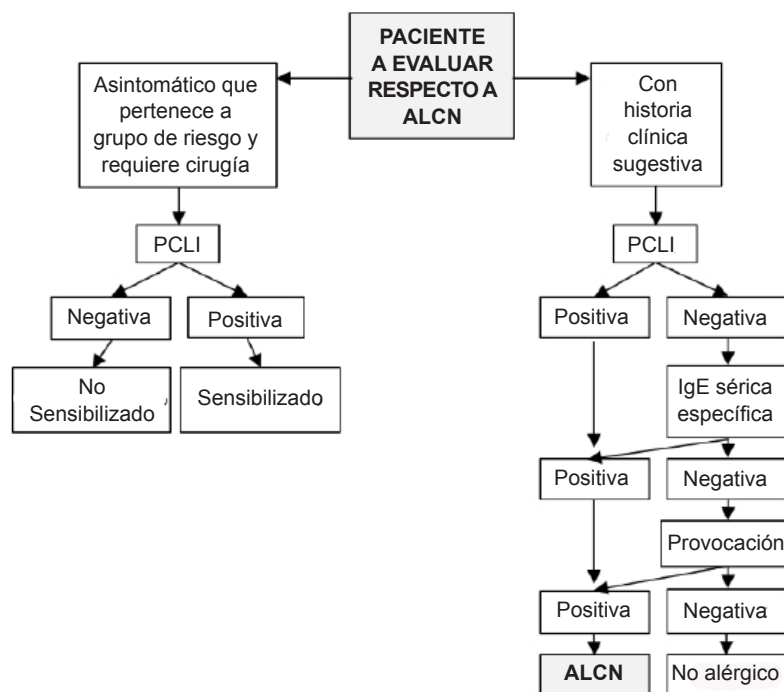 PACIENTE
A EVALUAR
RESPECTO A
ALCN
Asintomático que
pertenece a
grupo de riesgo y
requiere cirugía
Con
historia
clínica
sugestiva
PCLI
PCLI
Negativa
Positiva
Positiva
Negativa
No
Sensibilizado
Sensibilizado
IgE sérica
específica
Positiva
Negativa
Provocación
Positiva
Negativa
ALCN
No alérgico